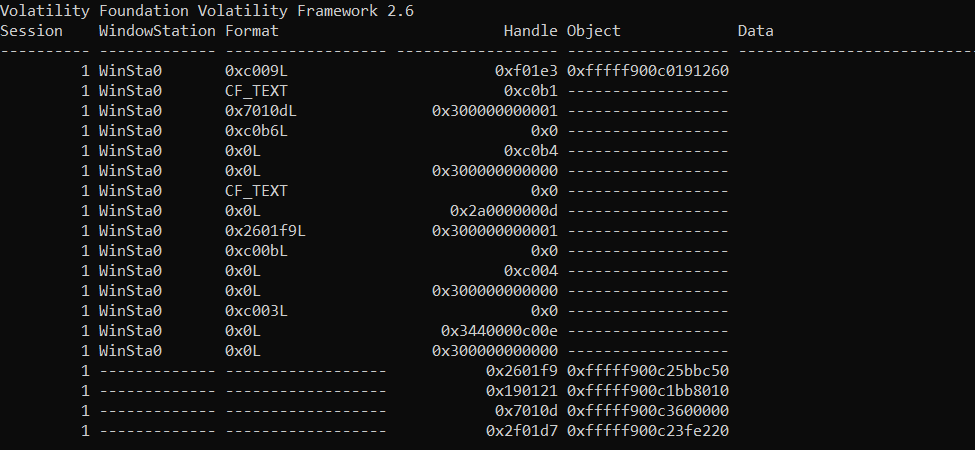 Volatility Foundation Volatility Framework 2.6
Session    WindowStation Format                         Handle Object             Data
---------- ------------- ------------------ ------------------ ------------------ --------------------------
         1 WinSta0       0xc009L                       0xf01e3 0xfffff900c0191260
         1 WinSta0       CF_TEXT                        0xc0b1 ------------------
         1 WinSta0       0x7010dL               0x300000000001 ------------------
         1 WinSta0       0xc0b6L                           0x0 ------------------
         1 WinSta0       0x0L                           0xc0b4 ------------------
         1 WinSta0       0x0L                   0x300000000000 ------------------
         1 WinSta0       CF_TEXT                           0x0 ------------------
         1 WinSta0       0x0L                     0x2a0000000d ------------------
         1 WinSta0       0x2601f9L              0x300000000001 ------------------
         1 WinSta0       0xc00bL                           0x0 ------------------
         1 WinSta0       0x0L                           0xc004 ------------------
         1 WinSta0       0x0L                   0x300000000000 ------------------
         1 WinSta0       0xc003L                           0x0 ------------------
         1 WinSta0       0x0L                    0x3440000c00e ------------------
         1 WinSta0       0x0L                   0x300000000000 ------------------
         1 ------------- ------------------           0x2601f9 0xfffff900c25bbc50
         1 ------------- ------------------           0x190121 0xfffff900c1bb8010
         1 ------------- ------------------            0x7010d 0xfffff900c3600000
         1 ------------- ------------------           0x2f01d7 0xfffff900c23fe220